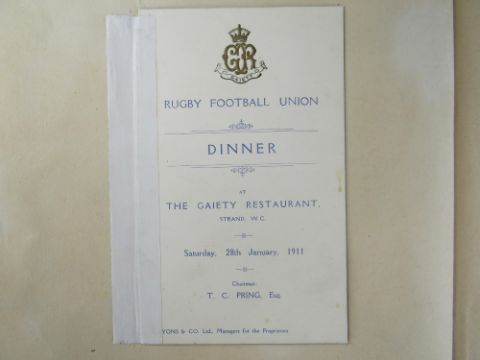 GR
GAIETY
RUGBY FOOTBALL UNION
DINNER
AT
THE GAIETY RESTAURANT,
STRAND, W.C.
Saturday, 28th January, 1911
Chairman:
T. C. PRING, Esq.
YONS & CO. Ltd., Managers for the Proprietors